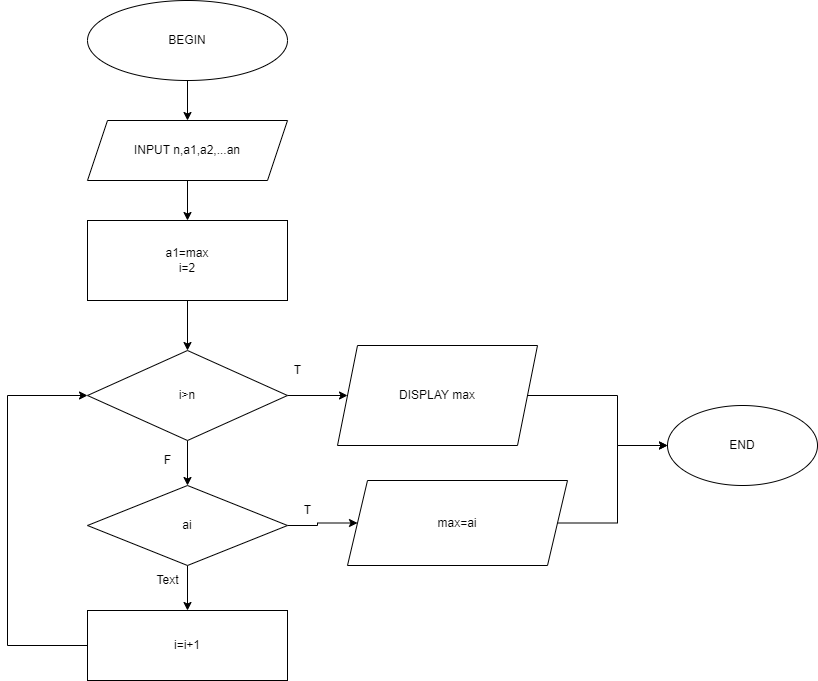 BEGIN
INPUT n,a1,a2,...an
a1=max
i=2
i>n
T
DISPLAY max
END
F
ai
T
max=ai
Text
i=i+1